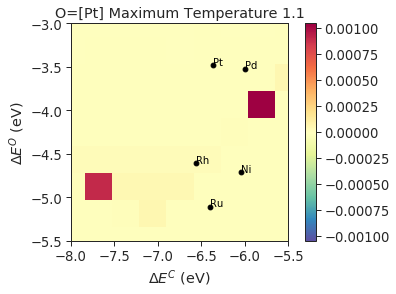 O=[Pt] Maximum Temperature 1.1
−3.0
−3.5
−4.0
−4.5
−5.0
−5.5
ΔE^O (eV)
Pt
Pd
Rh
Ni
Ru
−8.0 −7.5 −7.0 −6.5 −6.0 −5.5
ΔE^C (eV)
0.00100
0.00075
0.00050
0.00025
0.00000
−0.00025
−0.00050
−0.00075
−0.00100